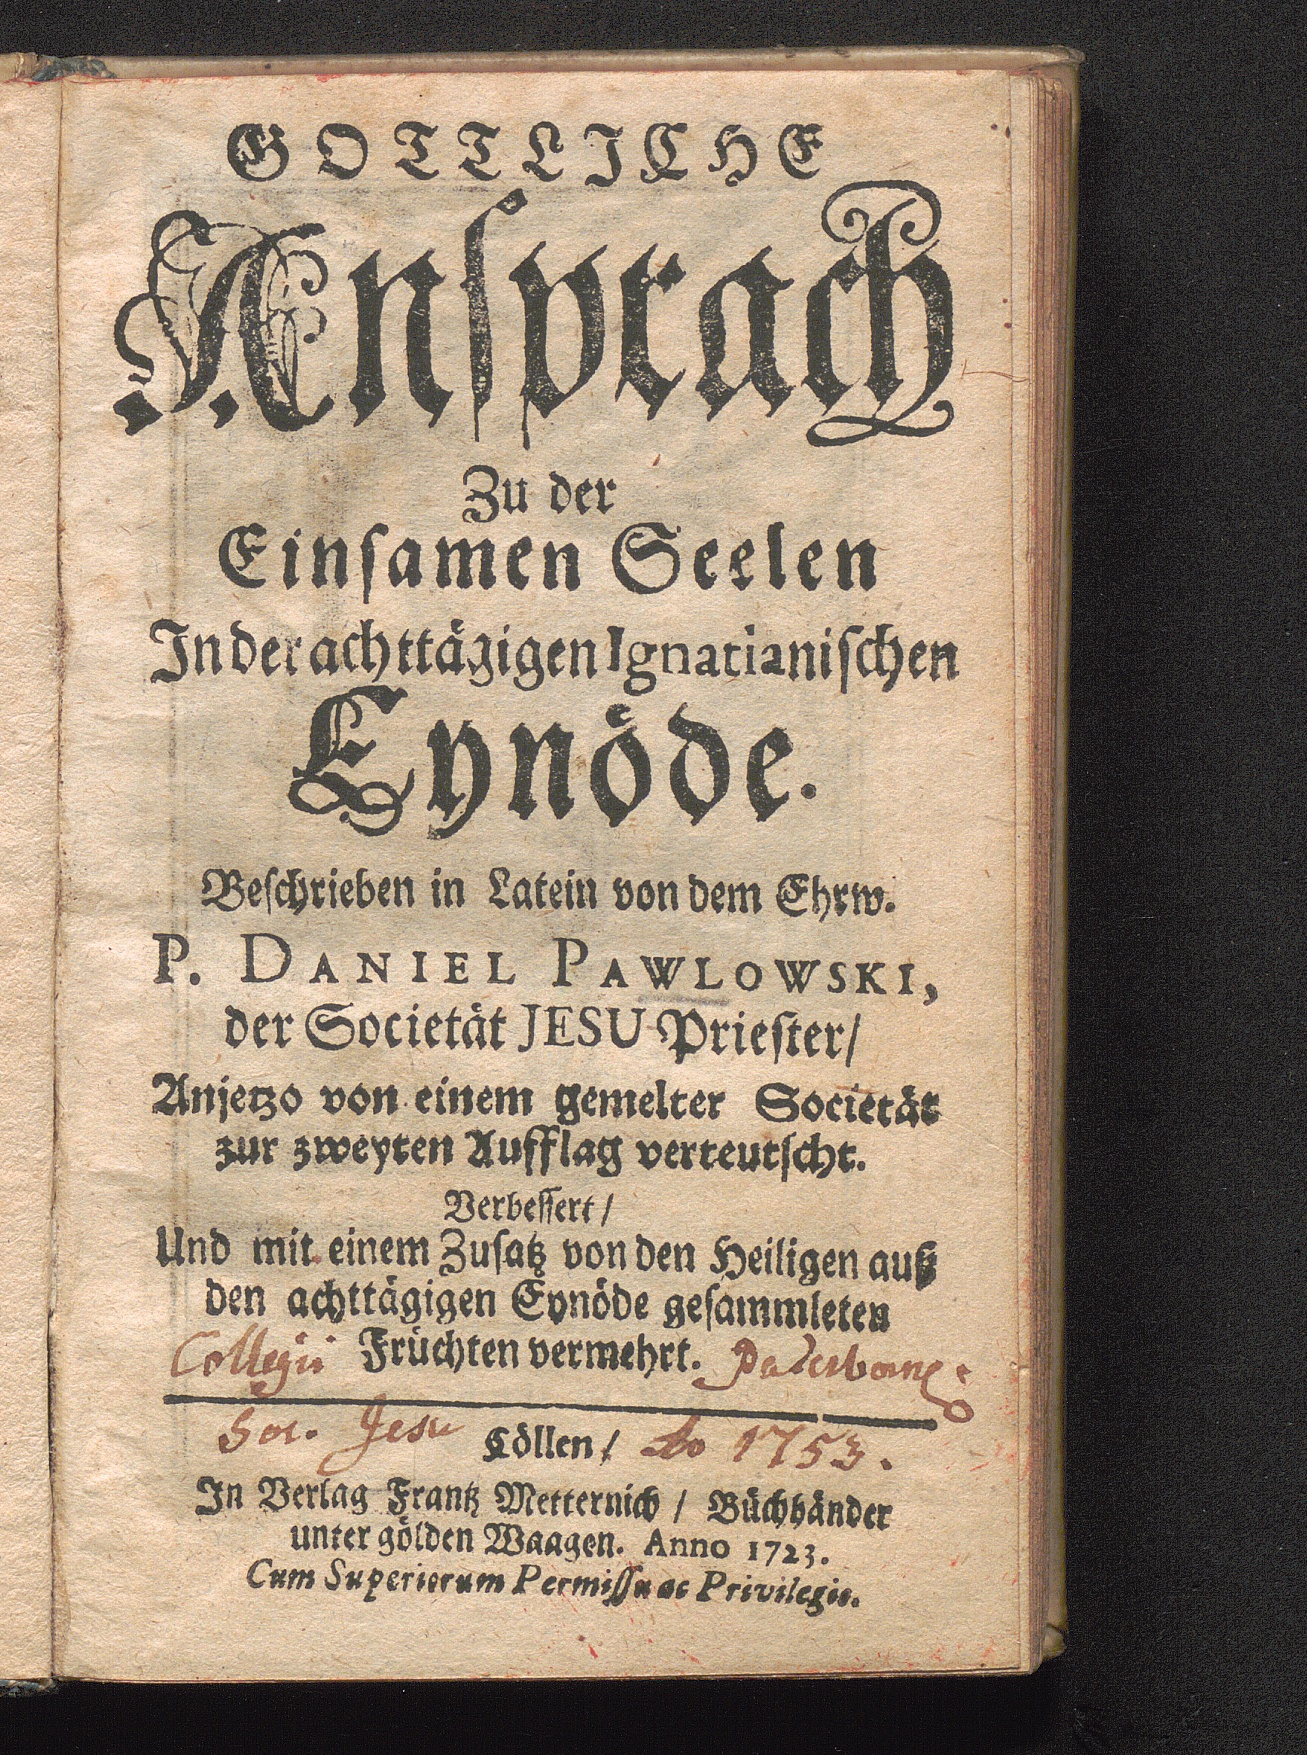 GOTTLICHE
Ansprach
Zu der
Einsamen Seelen
In der achttägigen Ignatianischen
Eynöde.
Beschrieben in Latein von dem Ehrw.
P. DANIEL PAWLOWSKI,
der Societät JESU Priester/
Anjetzo von einem gemelter Societät
zur zweyten Aufflag verteutscht.
Verbessert/
Und mit einem Zusatz von den Heiligen auß
den achttägigen Eynöde gesammleten
Früchten vermehrt.
Collegii Paderborne
Soc. Jesu Ao 1753.
Cöllen/
In Verlag Frantz Metternich / Büchhänder
unter gölden Waagen. Anno 1723.
Cum Superiorum Permissu ac Privilegio.